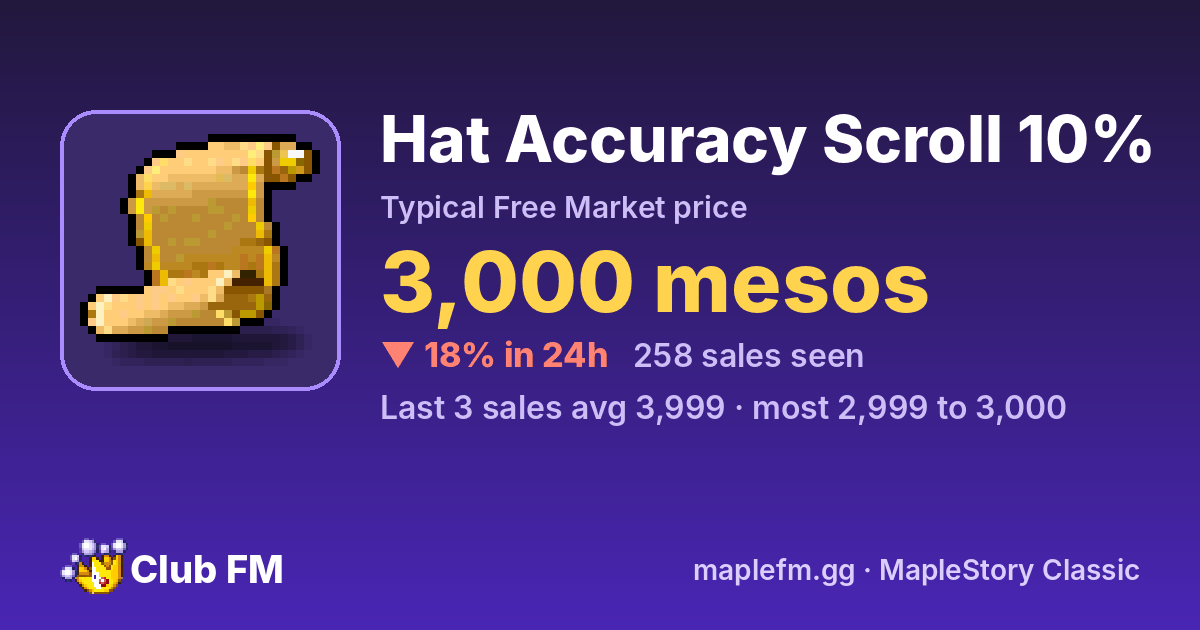 Hat Accuracy Scroll 10%
Typical Free Market price
3,000 mesos
▼ 18% in 24h 258 sales seen
Last 3 sales avg 3,999 · most 2,999 to 3,000
Club FM
maplefm.gg · MapleStory Classic